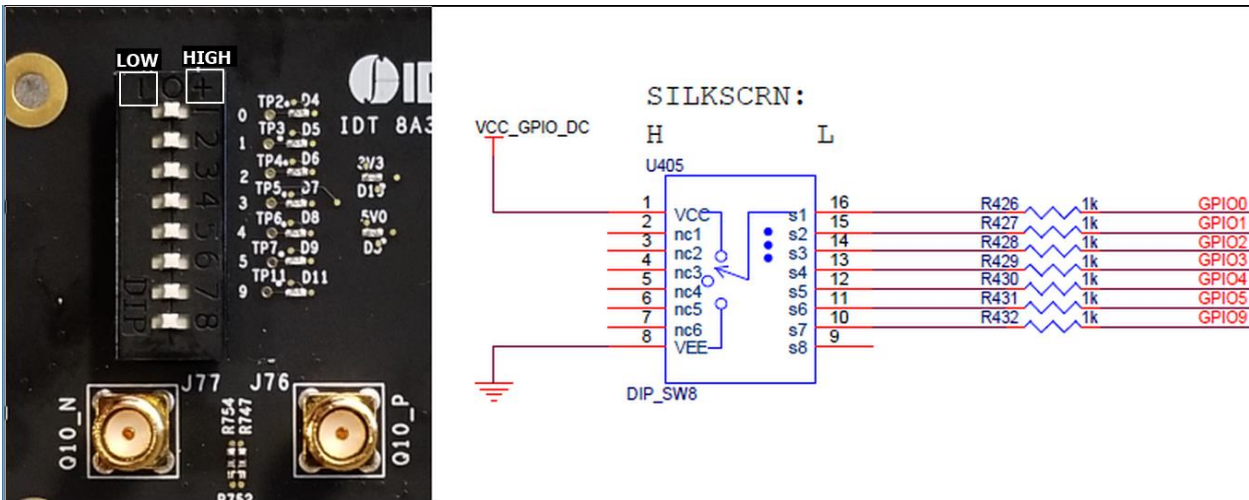 LOW HIGH
- O +
1
2
3
4
5
6
7
8
DIP
ID
IDT 8A3
0 TP2 D4
1 TP3 D5
2 TP4 D6
3 TP5 D7
4 TP6 D8
5 TP7 D9
9 TP11 D11
3V3
5V0
D3
J77 J76
Q10_N
R754
R747
Q10_P
R752
SILKSCRN:
VCC_GPIO_DC H L
U405
1 VCC s1 16 R426 1k GPIO0
2 nc1 s2 15 R427 1k GPIO1
3 nc2 s3 14 R428 1k GPIO2
4 nc3 s4 13 R429 1k GPIO3
5 nc4 s5 12 R430 1k GPIO4
6 nc5 s6 11 R431 1k GPIO5
7 nc6 s7 10 R432 1k GPIO9
8 VEE s8 9
DIP_SW8